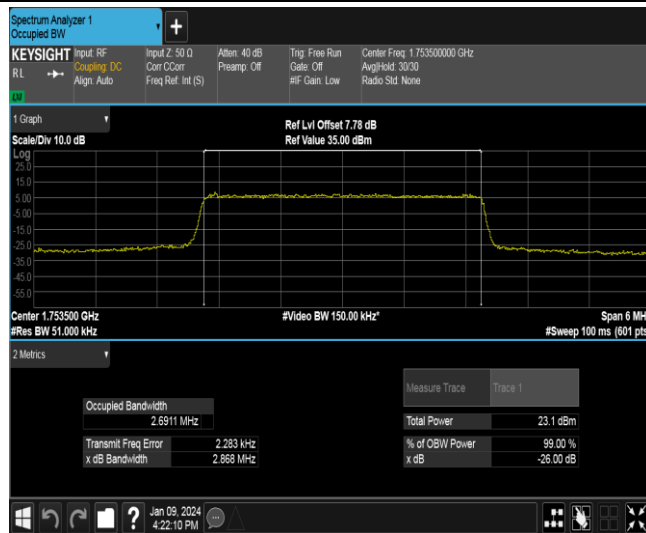 Spectrum Analyzer 1
Occupied BW
+
KEYSIGHT
RL
LXI
Input: RF
Coupling: DC
Align: Auto
Input Z: 50 Ω
Corr CCorr
Freq Ref: Int (S)
Atten: 40 dB
Preamp: Off
Trig: Free Run
Gate: Off
#IF Gain: Low
Center Freq: 1.753500000 GHz
Avg|Hold: 30/30
Radio Std: None
1 Graph
Scale/Div 10.0 dB
Ref Lvl Offset 7.78 dB
Ref Value 35.00 dBm
Log
25.0
15.0
5.00
-5.00
-15.0
-25.0
-35.0
-45.0
-55.0
Center 1.753500 GHz
#Res BW 51.000 kHz
#Video BW 150.00 kHz*
Span 6 MH
#Sweep 100 ms (601 pts
2 Metrics
Measure Trace
Trace 1
Occupied Bandwidth
2.6911 MHz
Total Power
23.1 dBm
Transmit Freq Error
2.283 kHz
% of OBW Power
99.00 %
x dB Bandwidth
2.868 MHz
x dB
-26.00 dB
?
Jan 09, 2024
4:22:10 PM